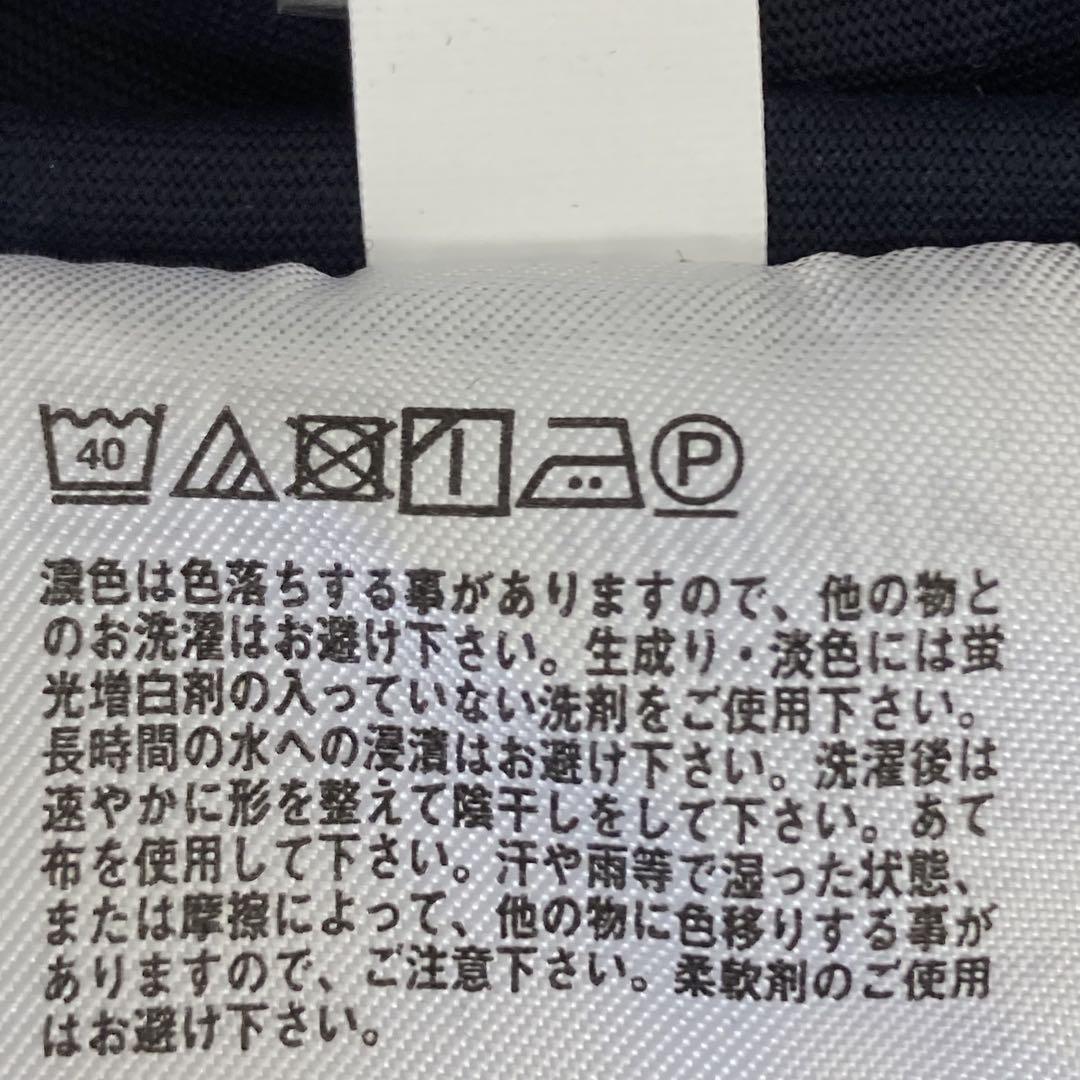 40 P
濃色は色落ちする事がありますので、他の物と
のお洗濯はお避け下さい。生成り・淡色には蛍
光増白剤の入っていない洗剤をご使用下さい。
長時間の水への浸漬はお避け下さい。洗濯後は
速やかに形を整えて陰干しをして下さい。あて
布を使用して下さい。汗や雨等で湿った状態、
または摩擦によって、他の物に色移りする事が
ありますので、ご注意下さい。柔軟剤のご使用
はお避け下さい。